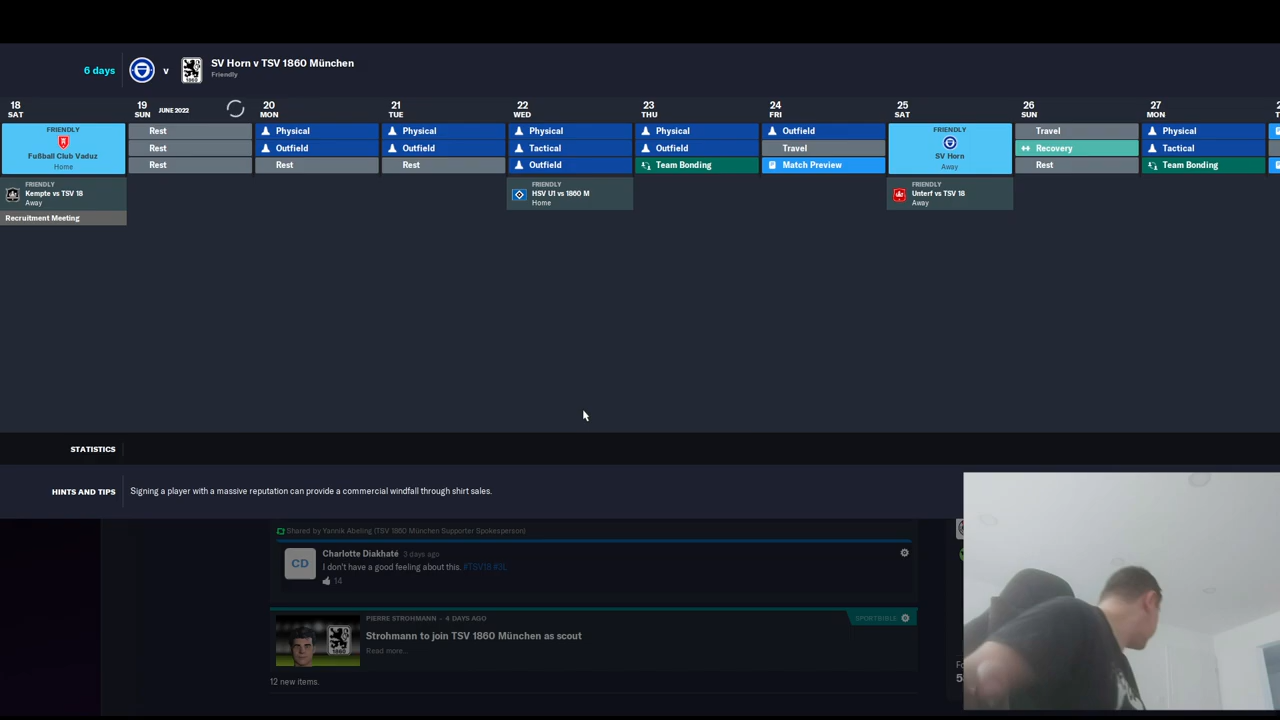 6 days
v
SV Horn v TSV 1860 München
Friendly
18
SAT
19
SUN
JUNE 2022
20
MON
21
TUE
22
WED
23
THU
24
FRI
25
SAT
26
SUN
27
MON
FRIENDLY
Fußball Club Vaduz
Home
Rest
Rest
Rest
Physical
Outfield
Rest
Physical
Outfield
Rest
Physical
Tactical
Outfield
Physical
Outfield
Team Bonding
Outfield
Travel
Match Preview
FRIENDLY
SV Horn
Away
Travel
Recovery
Rest
Physical
Tactical
Team Bonding
FRIENDLY
Kempte vs TSV 18
Away
Recruitment Meeting
FRIENDLY
HSV U1 vs 1860 M
Home
FRIENDLY
Unterf vs TSV 18
Away
STATISTICS
HINTS AND TIPS
Signing a player with a massive reputation can provide a commercial windfall through shirt sales.
Shared by Yannik Abeling (TSV 1860 München Supporter Spokesperson)
CD
Charlotte Diakhaté 3 days ago
I don't have a good feeling about this. #TSV18 #3L
14
PIERRE STROHMANN - 4 DAYS AGO
SPORTBIBLE
Strohmann to join TSV 1860 München as scout
Read more...
12 new items.